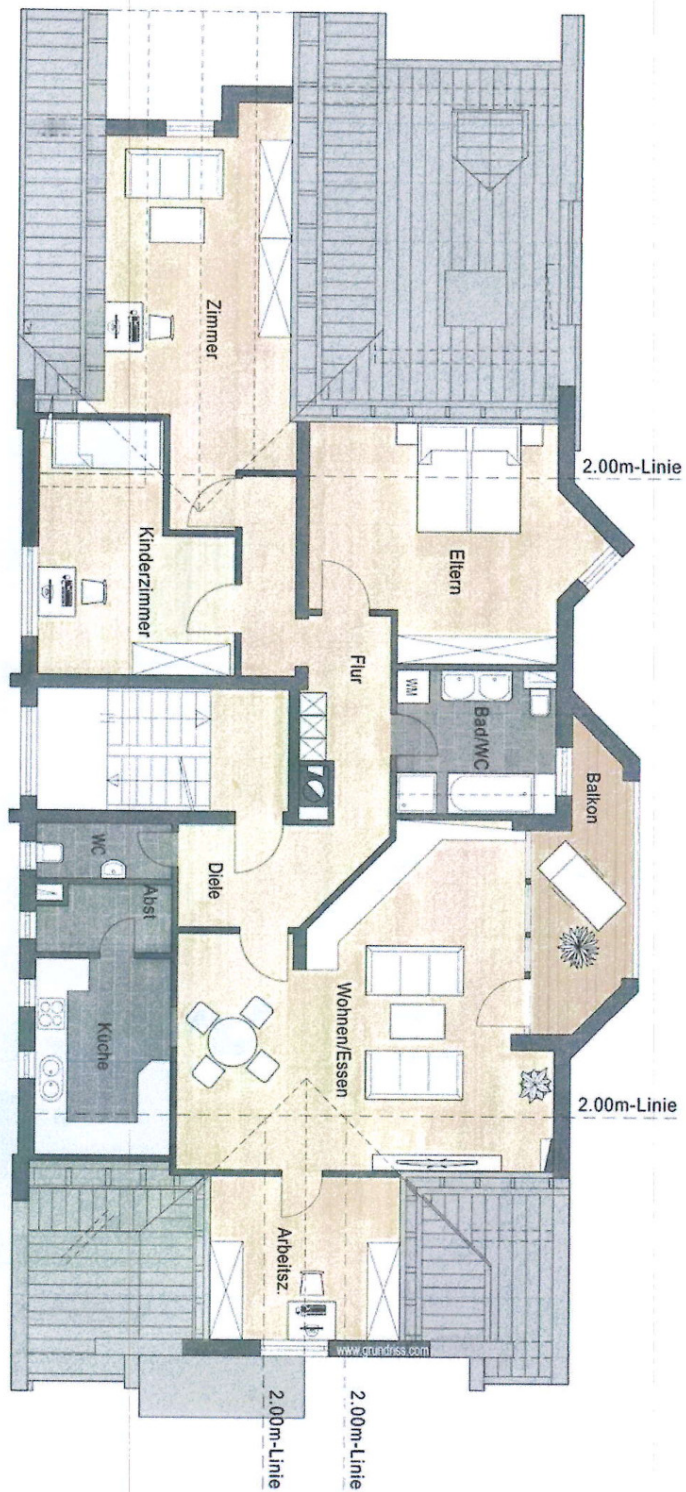 Zimmer
2.00m-Linie
Kinderzimmer
Eltern
Flur
WM
Bad/WC
Balkon
WC
Diele
Abst
Küche
Wohnen/Essen
2.00m-Linie
Arbeitsz.
www.grundriss.com
2.00m-Linie
2.00m-Linie